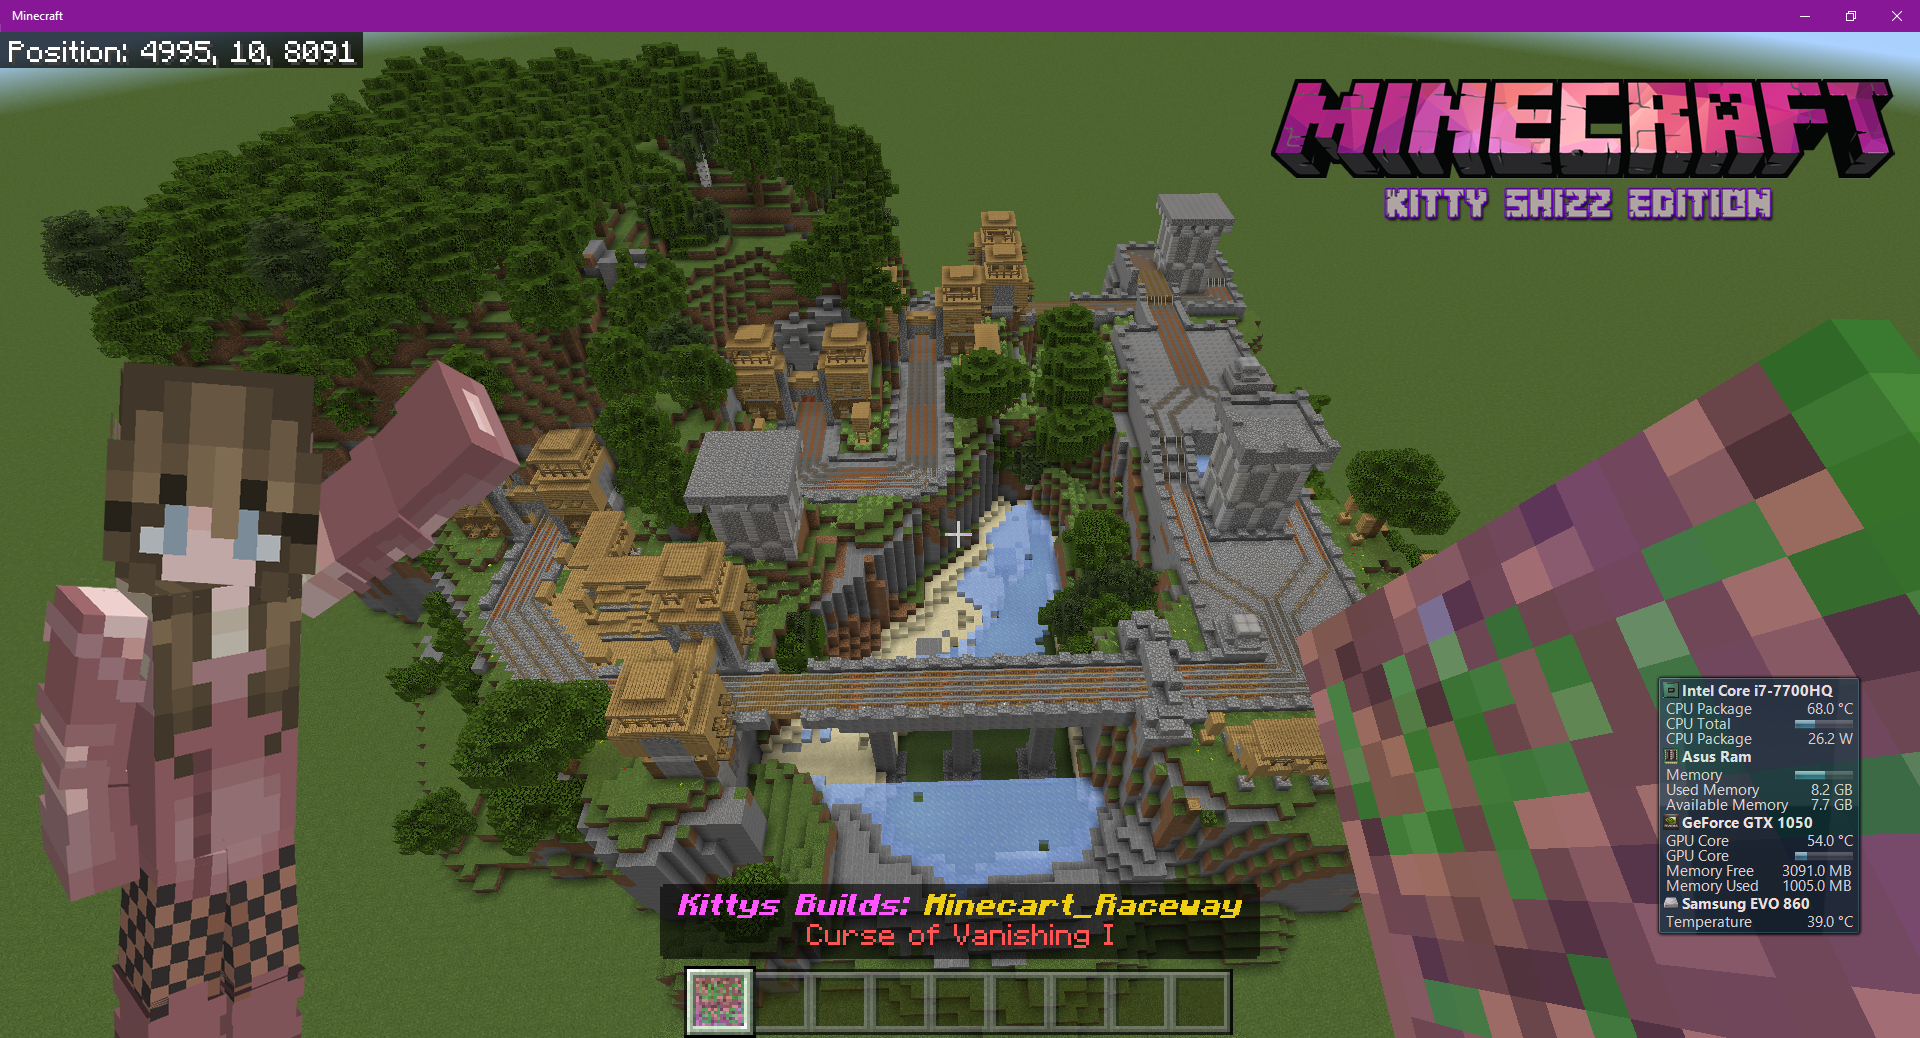 Minecraft
Position: 4995, 10, 8091
MINECRAFT
KITTY SHIZZ EDITION
Intel Core i7-7700HQ
CPU Package 68.0 °C
CPU Total
CPU Package 26.2 W
Asus Ram
Memory
Used Memory 8.2 GB
Available Memory 7.7 GB
GeForce GTX 1050
GPU Core 54.0 °C
GPU Core
Memory Free 3091.0 MB
Memory Used 1005.0 MB
Samsung EVO 860
Temperature 39.0 °C
Kittys Builds: Minecart_Raceway
Curse of Vanishing I